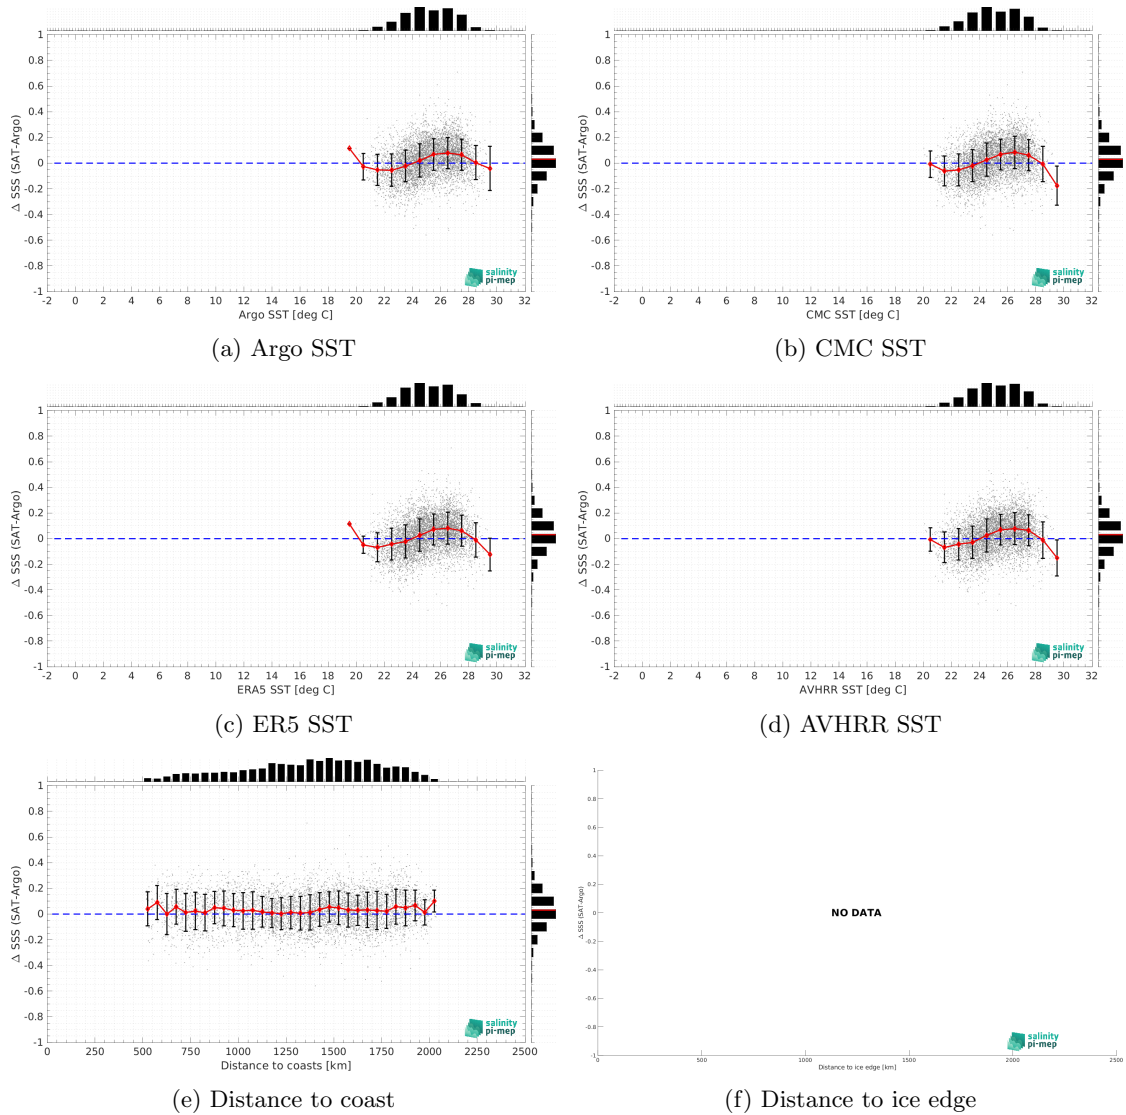 1
0.8
0.6
0.4
0.2
0
-0.2
-0.4
-0.6
-0.8
-1
Δ SSS (SAT-Argo)
-2 0 2 4 6 8 10 12 14 16 18 20 22 24 26 28 30 32
Argo SST [deg C]
salinity
pi-mep
(a) Argo SST
1
0.8
0.6
0.4
0.2
0
-0.2
-0.4
-0.6
-0.8
-1
Δ SSS (SAT-Argo)
-2 0 2 4 6 8 10 12 14 16 18 20 22 24 26 28 30 32
CMC SST [deg C]
salinity
pi-mep
(b) CMC SST
1
0.8
0.6
0.4
0.2
0
-0.2
-0.4
-0.6
-0.8
-1
Δ SSS (SAT-Argo)
-2 0 2 4 6 8 10 12 14 16 18 20 22 24 26 28 30 32
ERA5 SST [deg C]
salinity
pi-mep
(c) ER5 SST
1
0.8
0.6
0.4
0.2
0
-0.2
-0.4
-0.6
-0.8
-1
Δ SSS (SAT-Argo)
-2 0 2 4 6 8 10 12 14 16 18 20 22 24 26 28 30 32
AVHRR SST [deg C]
salinity
pi-mep
(d) AVHRR SST
1
0.8
0.6
0.4
0.2
0
-0.2
-0.4
-0.6
-0.8
-1
Δ SSS (SAT-Argo)
0 250 500 750 1000 1250 1500 1750 2000 2250 2500
Distance to coasts [km]
salinity
pi-mep
(e) Distance to coast
1
0.8
0.6
0.4
0.2
0
-0.2
-0.4
-0.6
-0.8
-1
Δ SSS (SAT-Argo)
NO DATA
0 500 1000 1500 2000 2500
Distance to ice edge [km]
salinity
pi-mep
(f) Distance to ice edge